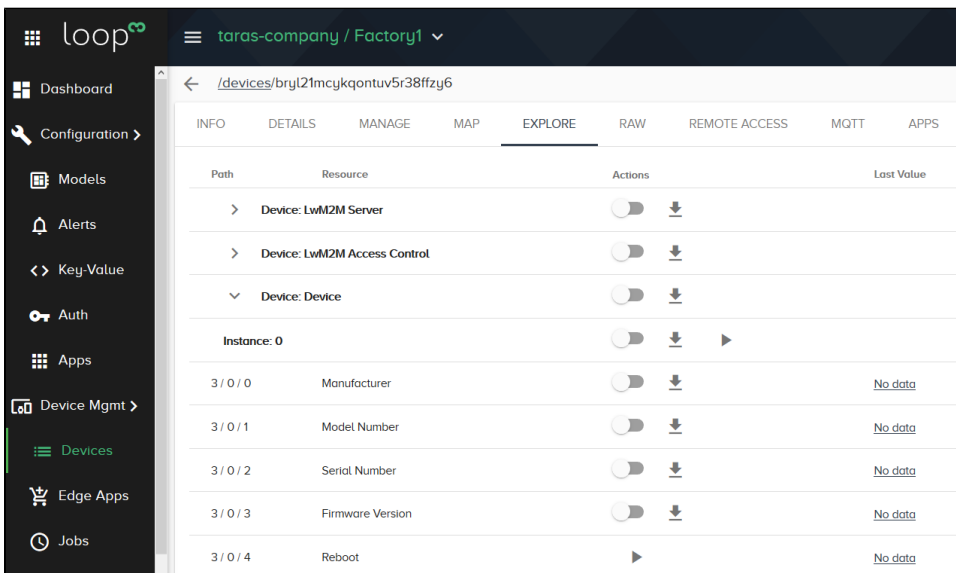 loop
taras-company / Factory1
Dashboard
Configuration
Models
Alerts
Key-Value
Auth
Apps
Device Mgmt
Devices
Edge Apps
Jobs
/devices/bryl21mcykqontuv5r38ffzy6
INFO DETAILS MANAGE MAP EXPLORE RAW REMOTE ACCESS MQTT APPS
Path Resource Actions Last Value
Device: LwM2M Server
Device: LwM2M Access Control
Device: Device
Instance: 0
3 / 0 / 0 Manufacturer No data
3 / 0 / 1 Model Number No data
3 / 0 / 2 Serial Number No data
3 / 0 / 3 Firmware Version No data
3 / 0 / 4 Reboot No data